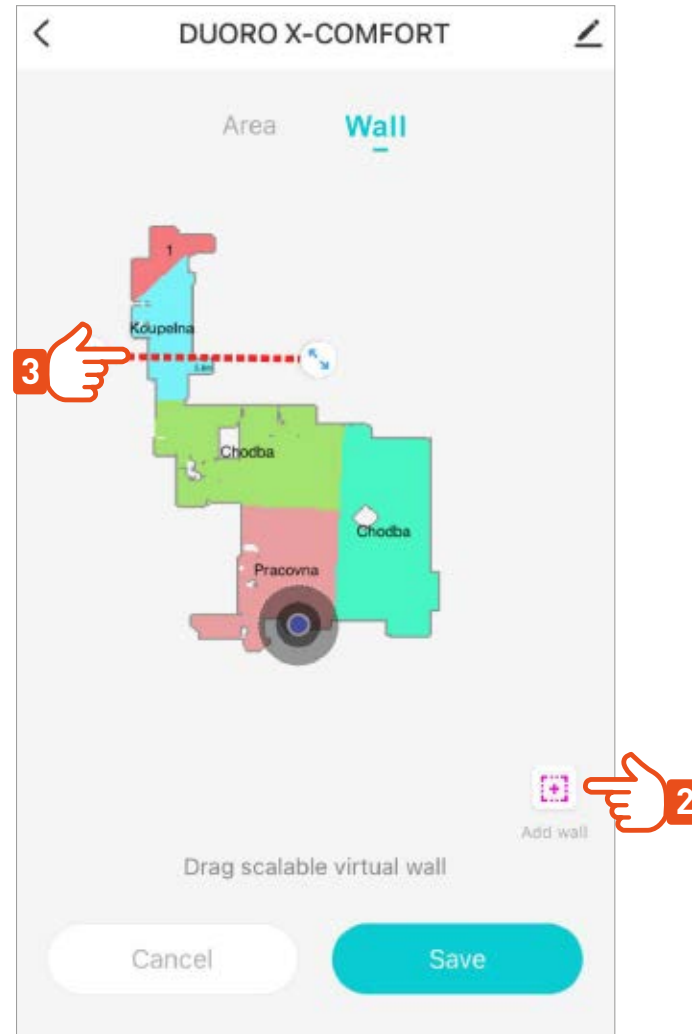 DUORO X-COMFORT
Area Wall
1
Koupelna
3
Chodba
Chodba
Pracovna
2
Add wall
Drag scalable virtual wall
Cancel Save